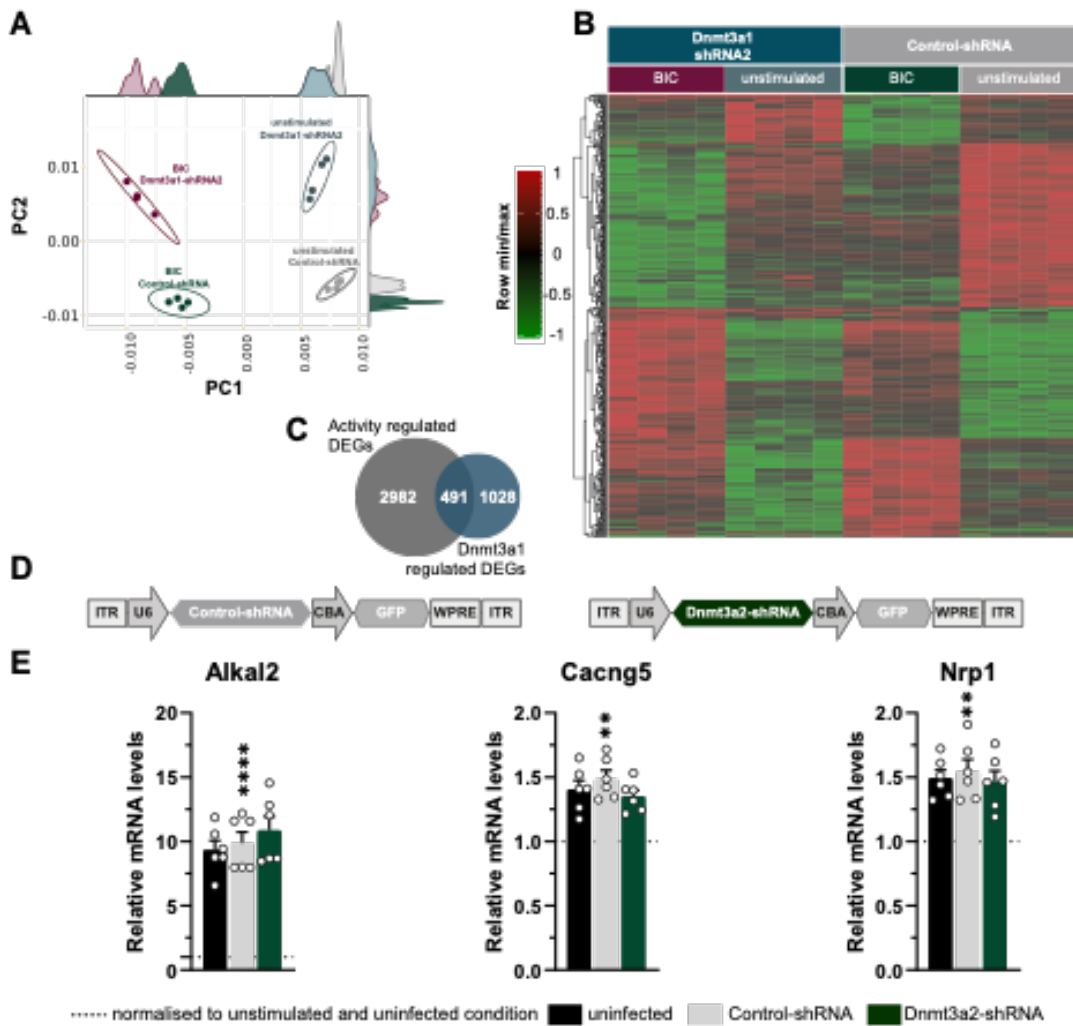 A
unstimulated
Dnmt3a1-shRNA2
BIC
Dnmt3a1-shRNA2
unstimulated
Control-shRNA
BIC
Control-shRNA
PC2
0.01
0.00
-0.01
-0.010
-0.005
0.000
0.005
0.010
PC1
B
Dnmt3a1
shRNA2
Control-shRNA
BIC
unstimulated
BIC
unstimulated
Row min/max
1
0.5
0
-0.5
-1
C
Activity regulated
DEGs
2982
491
1028
Dnmt3a1
regulated DEGs
D
ITR U6 Control-shRNA CBA GFP WPRE ITR
ITR U6 Dnmt3a2-shRNA CBA GFP WPRE ITR
E
Alkal2
Relative mRNA levels
20
15
10
5
0
****
Cacng5
Relative mRNA levels
2.0
1.5
1.0
0.5
0.0
**
Nrp1
Relative mRNA levels
2.0
1.5
1.0
0.5
0.0
**
normalised to unstimulated and uninfected condition uninfected Control-shRNA Dnmt3a2-shRNA